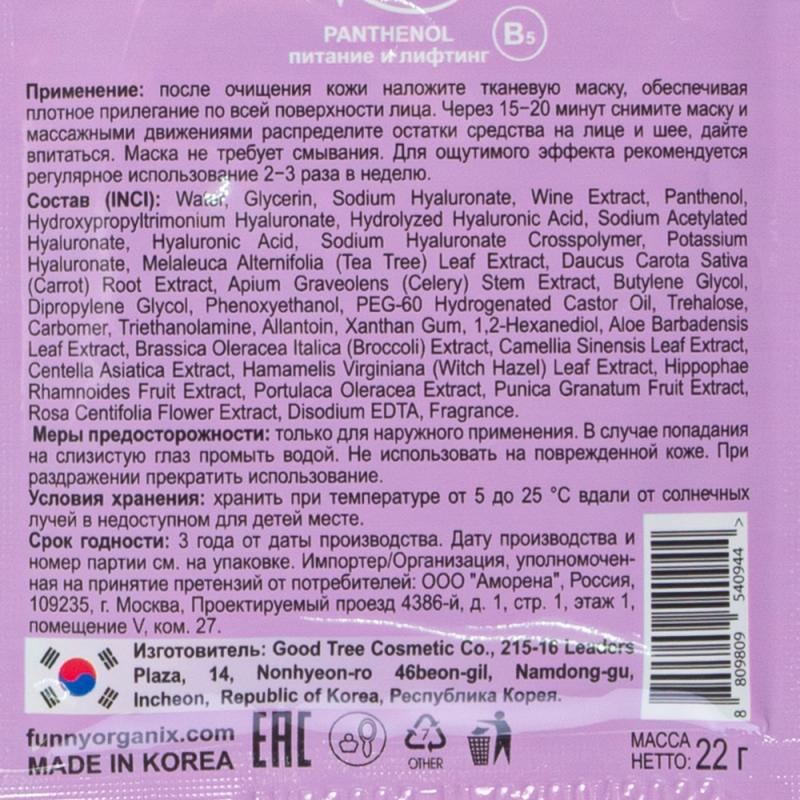 PANTHENOL
питание и лифтинг
B5
Применение: после очищения кожи наложите тканевую маску, обеспечивая
плотное прилегание по всей поверхности лица. Через 15–20 минут снимите маску и
массажными движениями распределите остатки средства на лице и шее, дайте
впитаться. Маска не требует смывания. Для ощутимого эффекта рекомендуется
регулярное использование 2–3 раза в неделю.
Состав (INCI): Water, Glycerin, Sodium Hyaluronate, Wine Extract, Panthenol,
Hydroxypropyltrimonium Hyaluronate, Hydrolyzed Hyaluronic Acid, Sodium Acetylated
Hyaluronate, Hyaluronic Acid, Sodium Hyaluronate Crosspolymer, Potassium
Hyaluronate, Melaleuca Alternifolia (Tea Tree) Leaf Extract, Daucus Carota Sativa
(Carrot) Root Extract, Apium Graveolens (Celery) Stem Extract, Butylene Glycol,
Dipropylene Glycol, Phenoxyethanol, PEG-60 Hydrogenated Castor Oil, Trehalose,
Carbomer, Triethanolamine, Allantoin, Xanthan Gum, 1,2-Hexanediol, Aloe Barbadensis
Leaf Extract, Brassica Oleracea Italica (Broccoli) Extract, Camellia Sinensis Leaf Extract,
Centella Asiatica Extract, Hamamelis Virginiana (Witch Hazel) Leaf Extract, Hippophae
Rhamnoides Fruit Extract, Portulaca Oleracea Extract, Punica Granatum Fruit Extract,
Rosa Centifolia Flower Extract, Disodium EDTA, Fragrance.
Меры предосторожности: только для наружного применения. В случае попадания
на слизистую глаз промыть водой. Не использовать на поврежденной коже. При
раздражении прекратить использование.
Условия хранения: хранить при температуре от 5 до 25 °C вдали от солнечных
лучей в недоступном для детей месте.
Срок годности: 3 года от даты производства. Дату производства и
номер партии см. на упаковке. Импортер/Организация, уполномочен-
ная на принятие претензий от потребителей: ООО "Аморена", Россия,
109235, г. Москва, Проектируемый проезд 4386-й, д. 1, стр. 1, этаж 1,
помещение V, ком. 27.
Изготовитель: Good Tree Cosmetic Co., 215-16 Leaders
Plaza, 14, Nonhyeon-ro 46beon-gil, Namdong-gu,
Incheon, Republic of Korea, Республика Корея.
8 809809 540944 >
funnyorganix.com
MADE IN KOREA
EAC
7
OTHER
МАССА
НЕТТО: 22 г